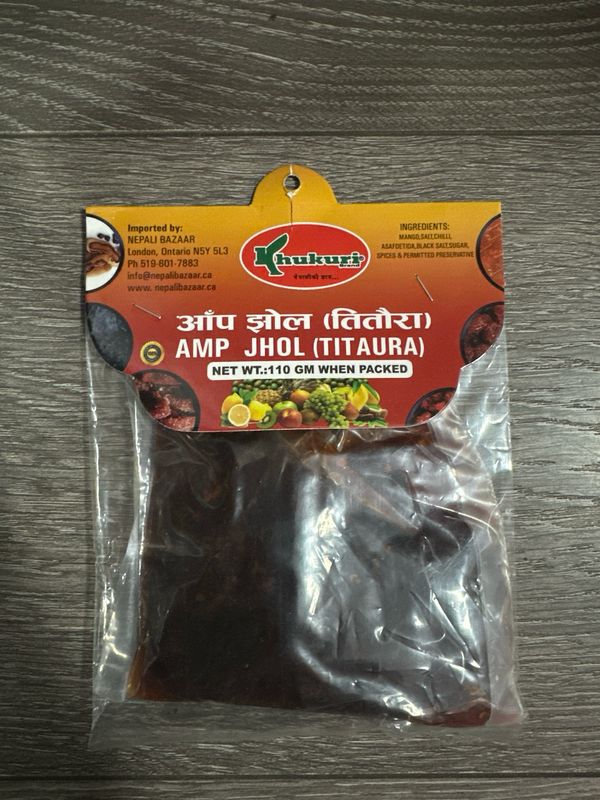 Imported by:
NEPALI BAZAAR
London, Ontario N5Y 5L3
Ph 519-601-7883
info@nepalibazaar.ca
www. nepalibazaar.ca
Khukuri®
Brand
INGREDIENTS:
MANGO,SALT,CHILLI,
ASAFOETIDA,BLACK SALT,SUGAR,
SPICES & PERMITTED PRESERVATIVE
आँप झोल (तितौरा)
AMP JHOL (TITAURA)
NET WT.:110 GM WHEN PACKED